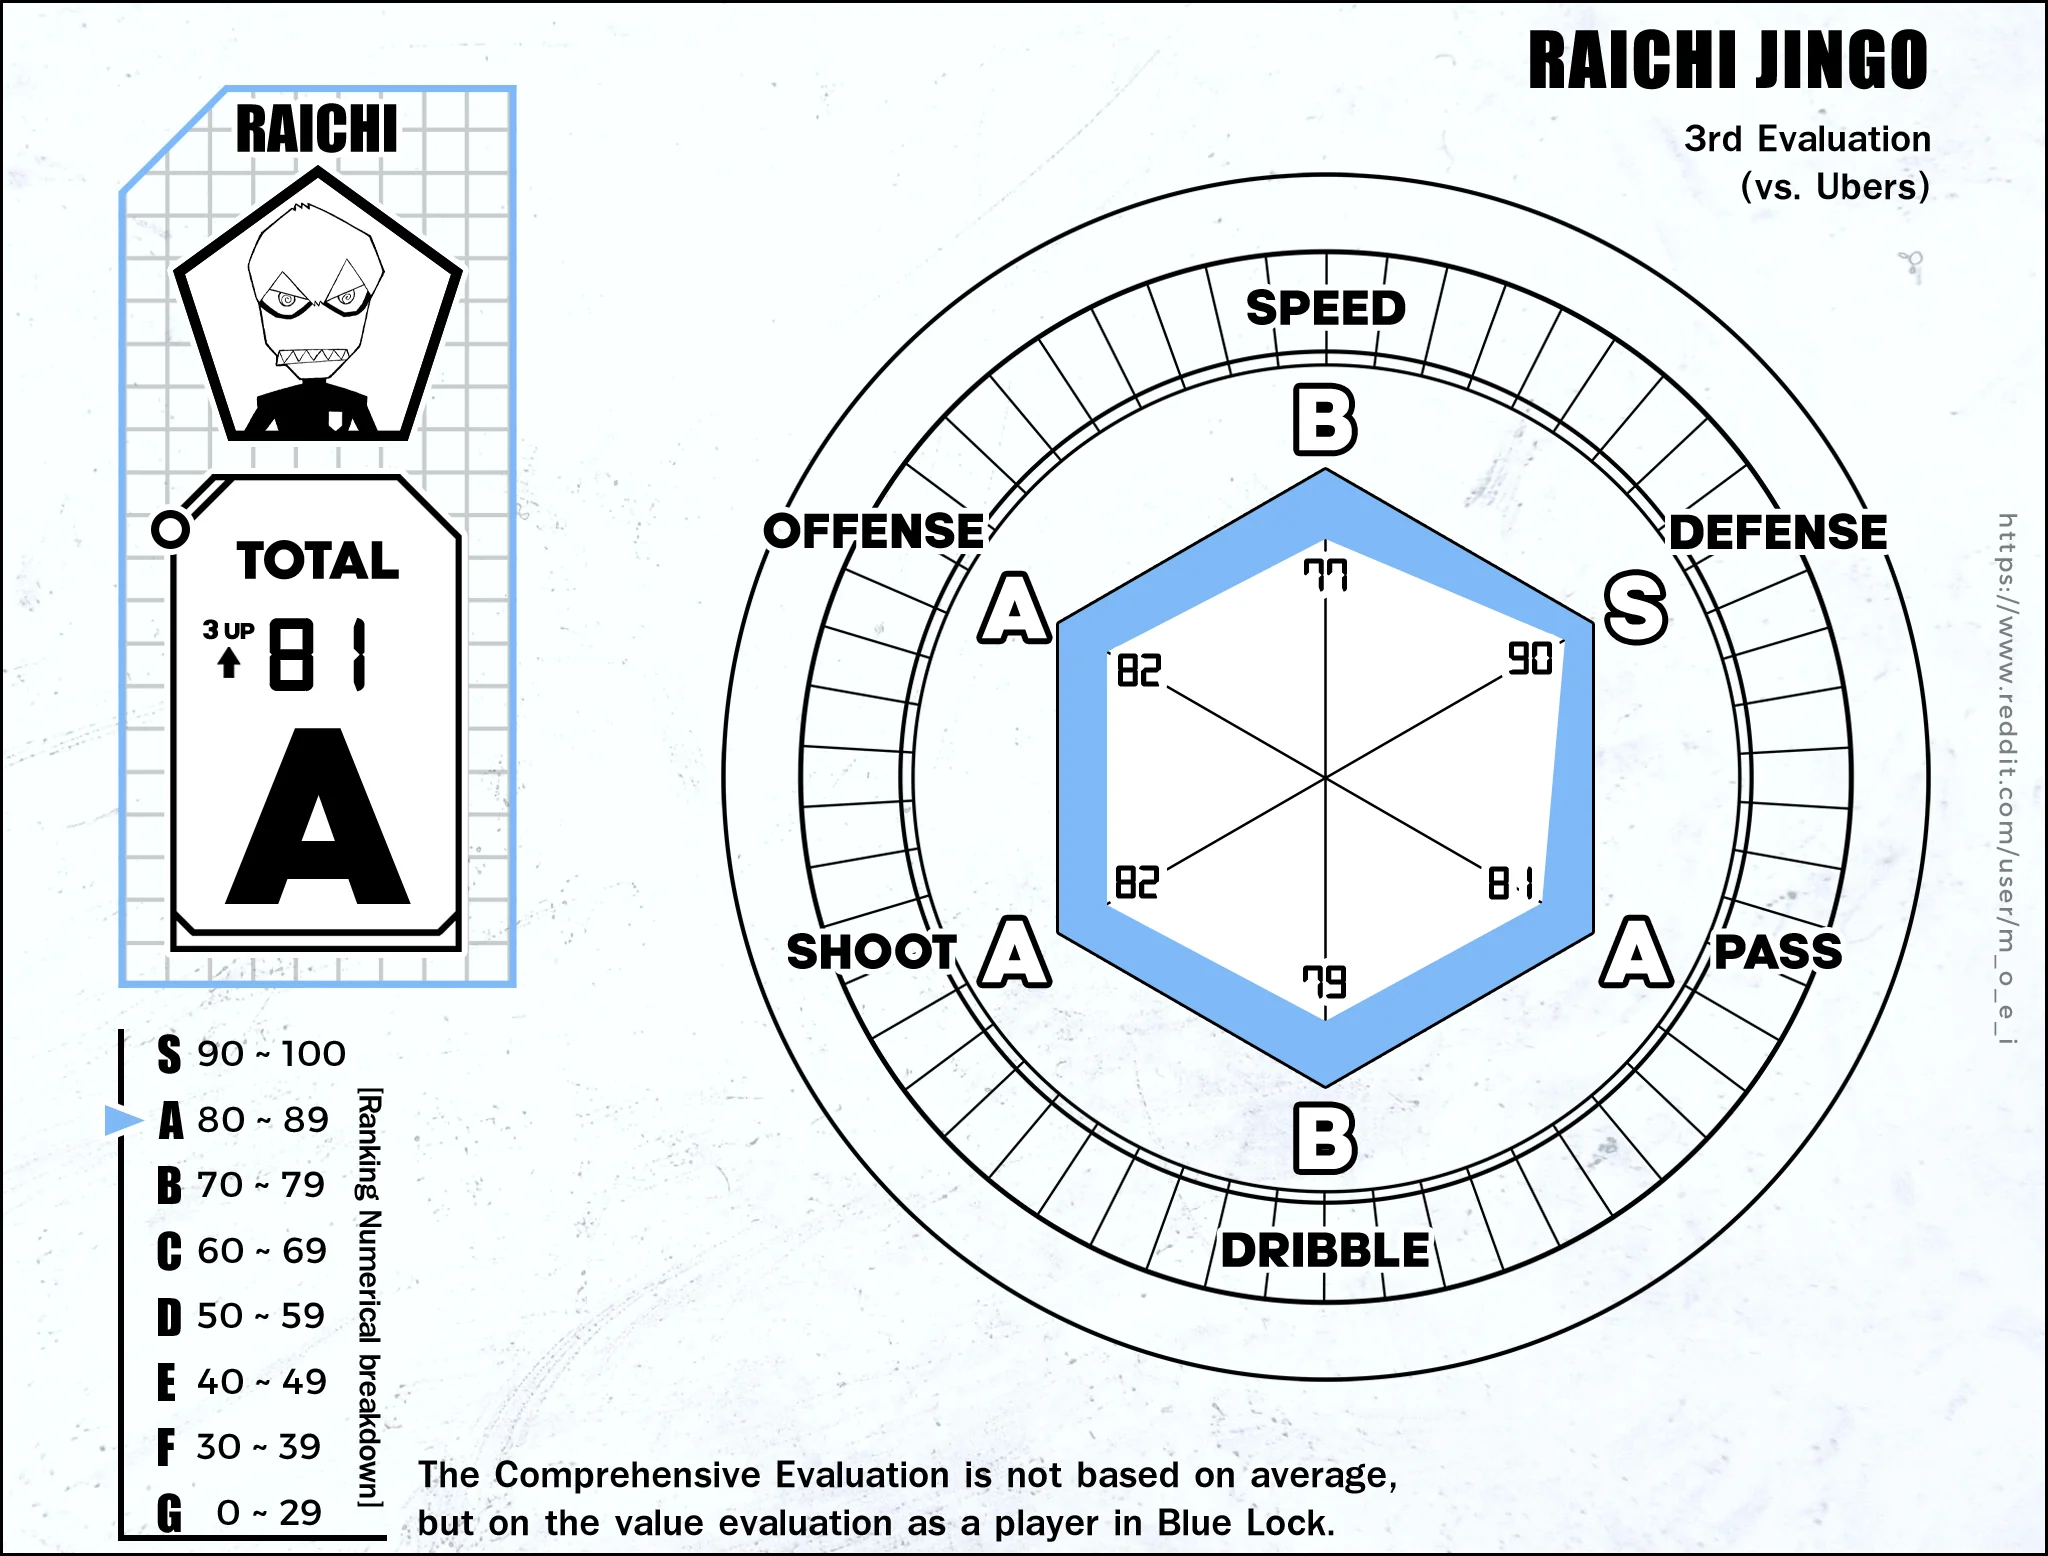 RAICHI JINGO
3rd Evaluation
(vs. Ubers)
RAICHI
TOTAL
3 UP
81
A
SPEED
B
77
OFFENSE
A
82
DEFENSE
S
90
SHOOT
A
82
PASS
A
81
DRIBBLE
B
79
S 90 ~ 100
A 80 ~ 89
B 70 ~ 79
C 60 ~ 69
D 50 ~ 59
E 40 ~ 49
F 30 ~ 39
G 0 ~ 29
[Ranking Numerical breakdown]
The Comprehensive Evaluation is not based on average,
but on the value evaluation as a player in Blue Lock.
https://www.reddit.com/user/m_o_e_i